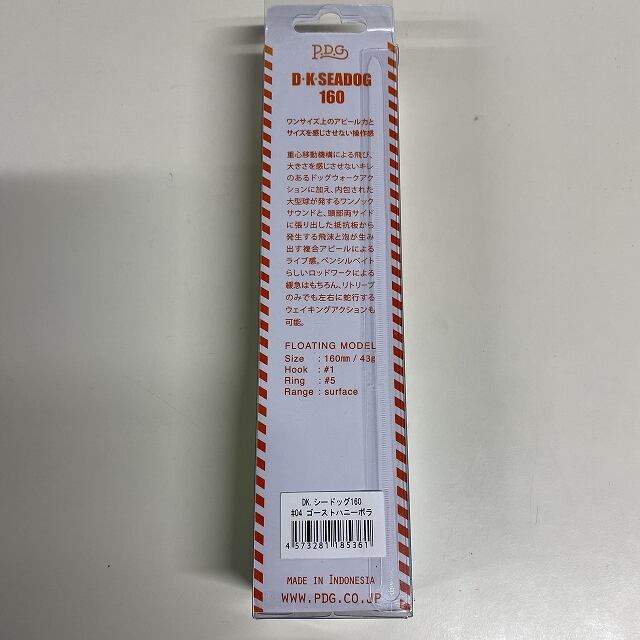 P.D.G
D・K・SEADOG
160
ワンサイズ上のアピール力と
サイズを感じさせない操作感
重心移動機構による飛び、
大きさを感じさせないキレ
のあるドッグウォークアク
ションに加え、内包された
大型球が発するワンノック
サウンドと、頭部両サイド
に張り出した抵抗板から
発生する飛沫と泡が生み
出す複合アピールによる
ライブ感。ペンシルベイト
らしいロッドワークによる
緩急はもちろん、リトリーブ
のみでも左右に蛇行する
ウェイキングアクションも
可能。
FLOATING MODEL
Size : 160mm / 43g
Hook : #1
Ring : #5
Range : surface
DK.シードッグ160
#04 ゴーストハニーボラ
4 573281 185361
MADE IN INDONESIA
WWW.PDG.CO.JP